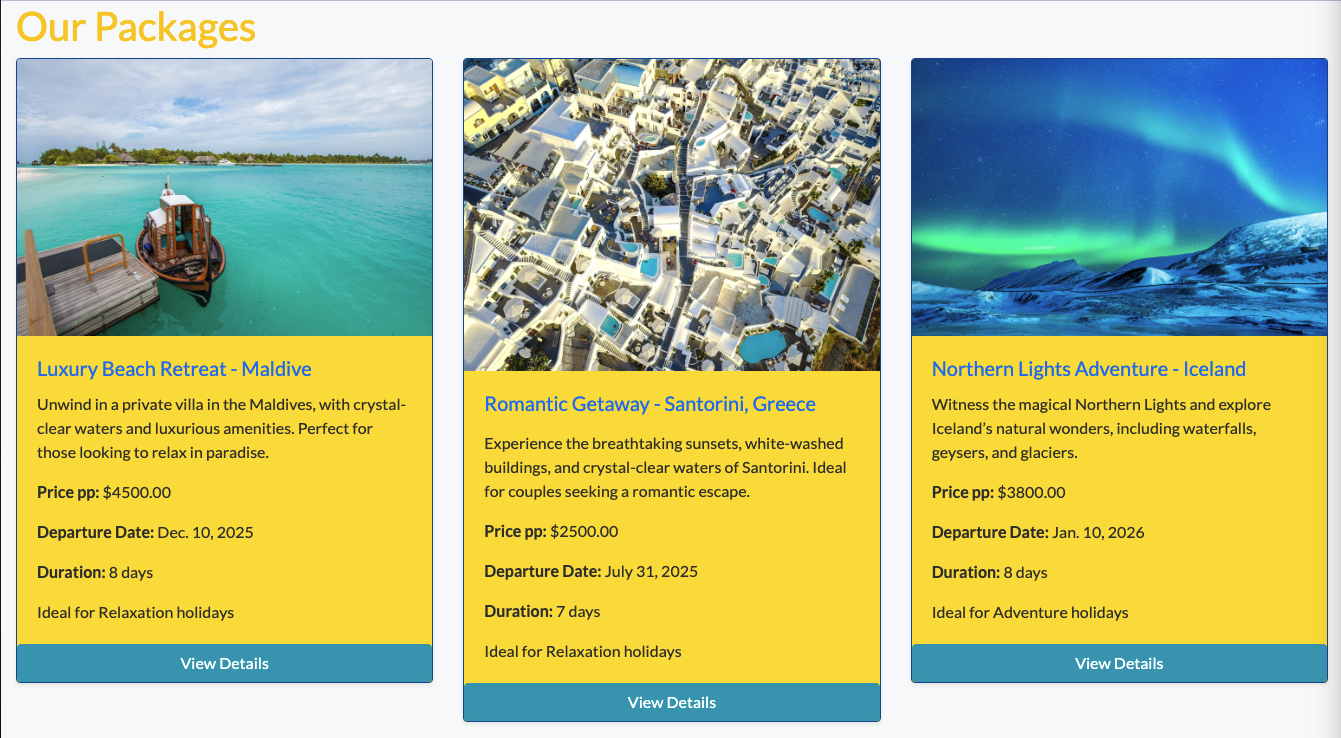 Our Packages
Luxury Beach Retreat - Maldive
Unwind in a private villa in the Maldives, with crystal-
clear waters and luxurious amenities. Perfect for
those looking to relax in paradise.
Price pp: $4500.00
Departure Date: Dec. 10, 2025
Duration: 8 days
Ideal for Relaxation holidays
View Details
Romantic Getaway - Santorini, Greece
Experience the breathtaking sunsets, white-washed
buildings, and crystal-clear waters of Santorini. Ideal
for couples seeking a romantic escape.
Price pp: $2500.00
Departure Date: July 31, 2025
Duration: 7 days
Ideal for Relaxation holidays
View Details
Northern Lights Adventure - Iceland
Witness the magical Northern Lights and explore
Iceland’s natural wonders, including waterfalls,
geysers, and glaciers.
Price pp: $3800.00
Departure Date: Jan. 10, 2026
Duration: 8 days
Ideal for Adventure holidays
View Details